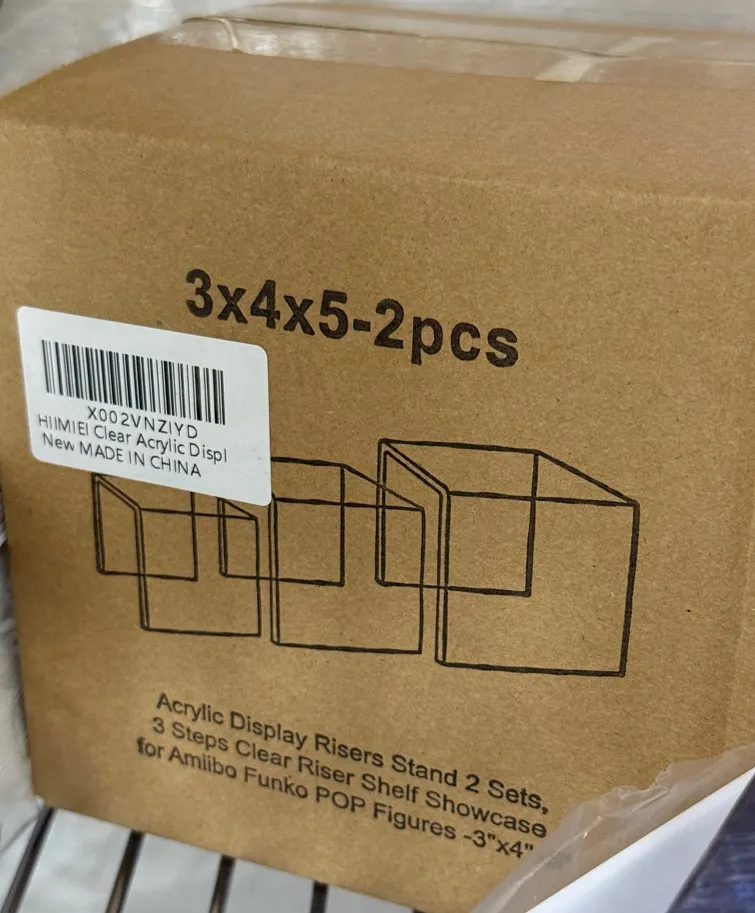 3x4x5-2pcs
X002VNZIYD
HIIMIEI Clear Acrylic Displ
New MADE IN CHINA
Acrylic Display Risers Stand 2 Sets,
3 Steps Clear Riser Shelf Showcase
for Amiibo Funko POP Figures -3"x4"